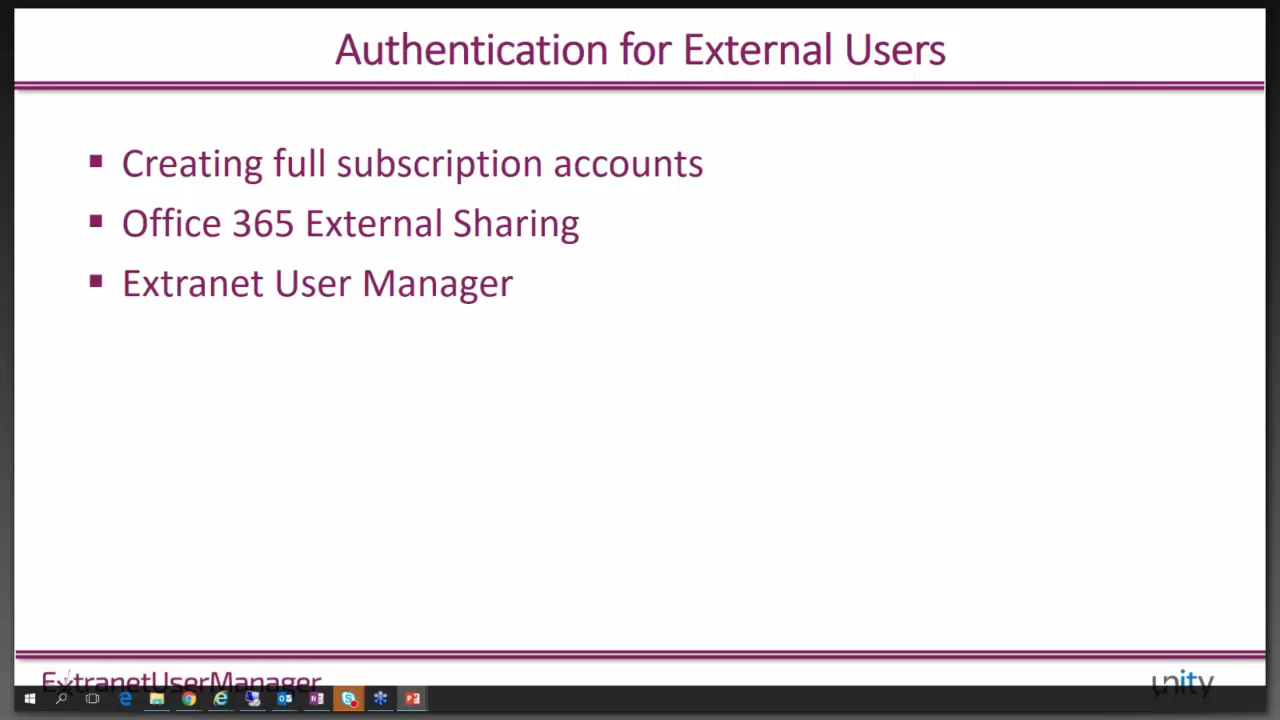 Authentication for External Users
Creating full subscription accounts
Office 365 External Sharing
Extranet User Manager
ExtranetUserManager
unity